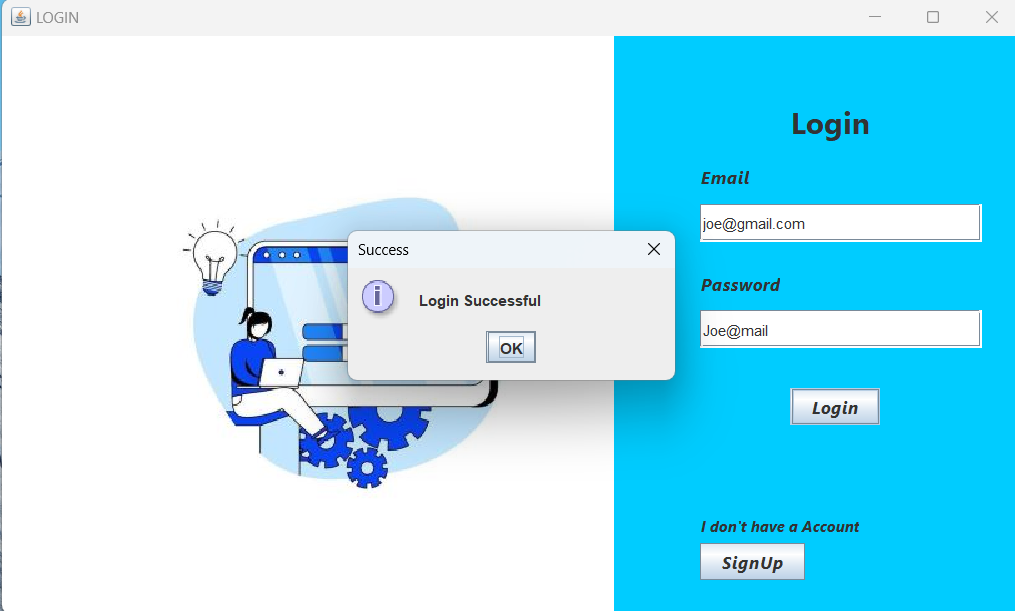 LOGIN
Login
Email
joe@gmail.com
Success
Login Successful
OK
Password
Joe@mail
Login
I don't have a Account
SignUp